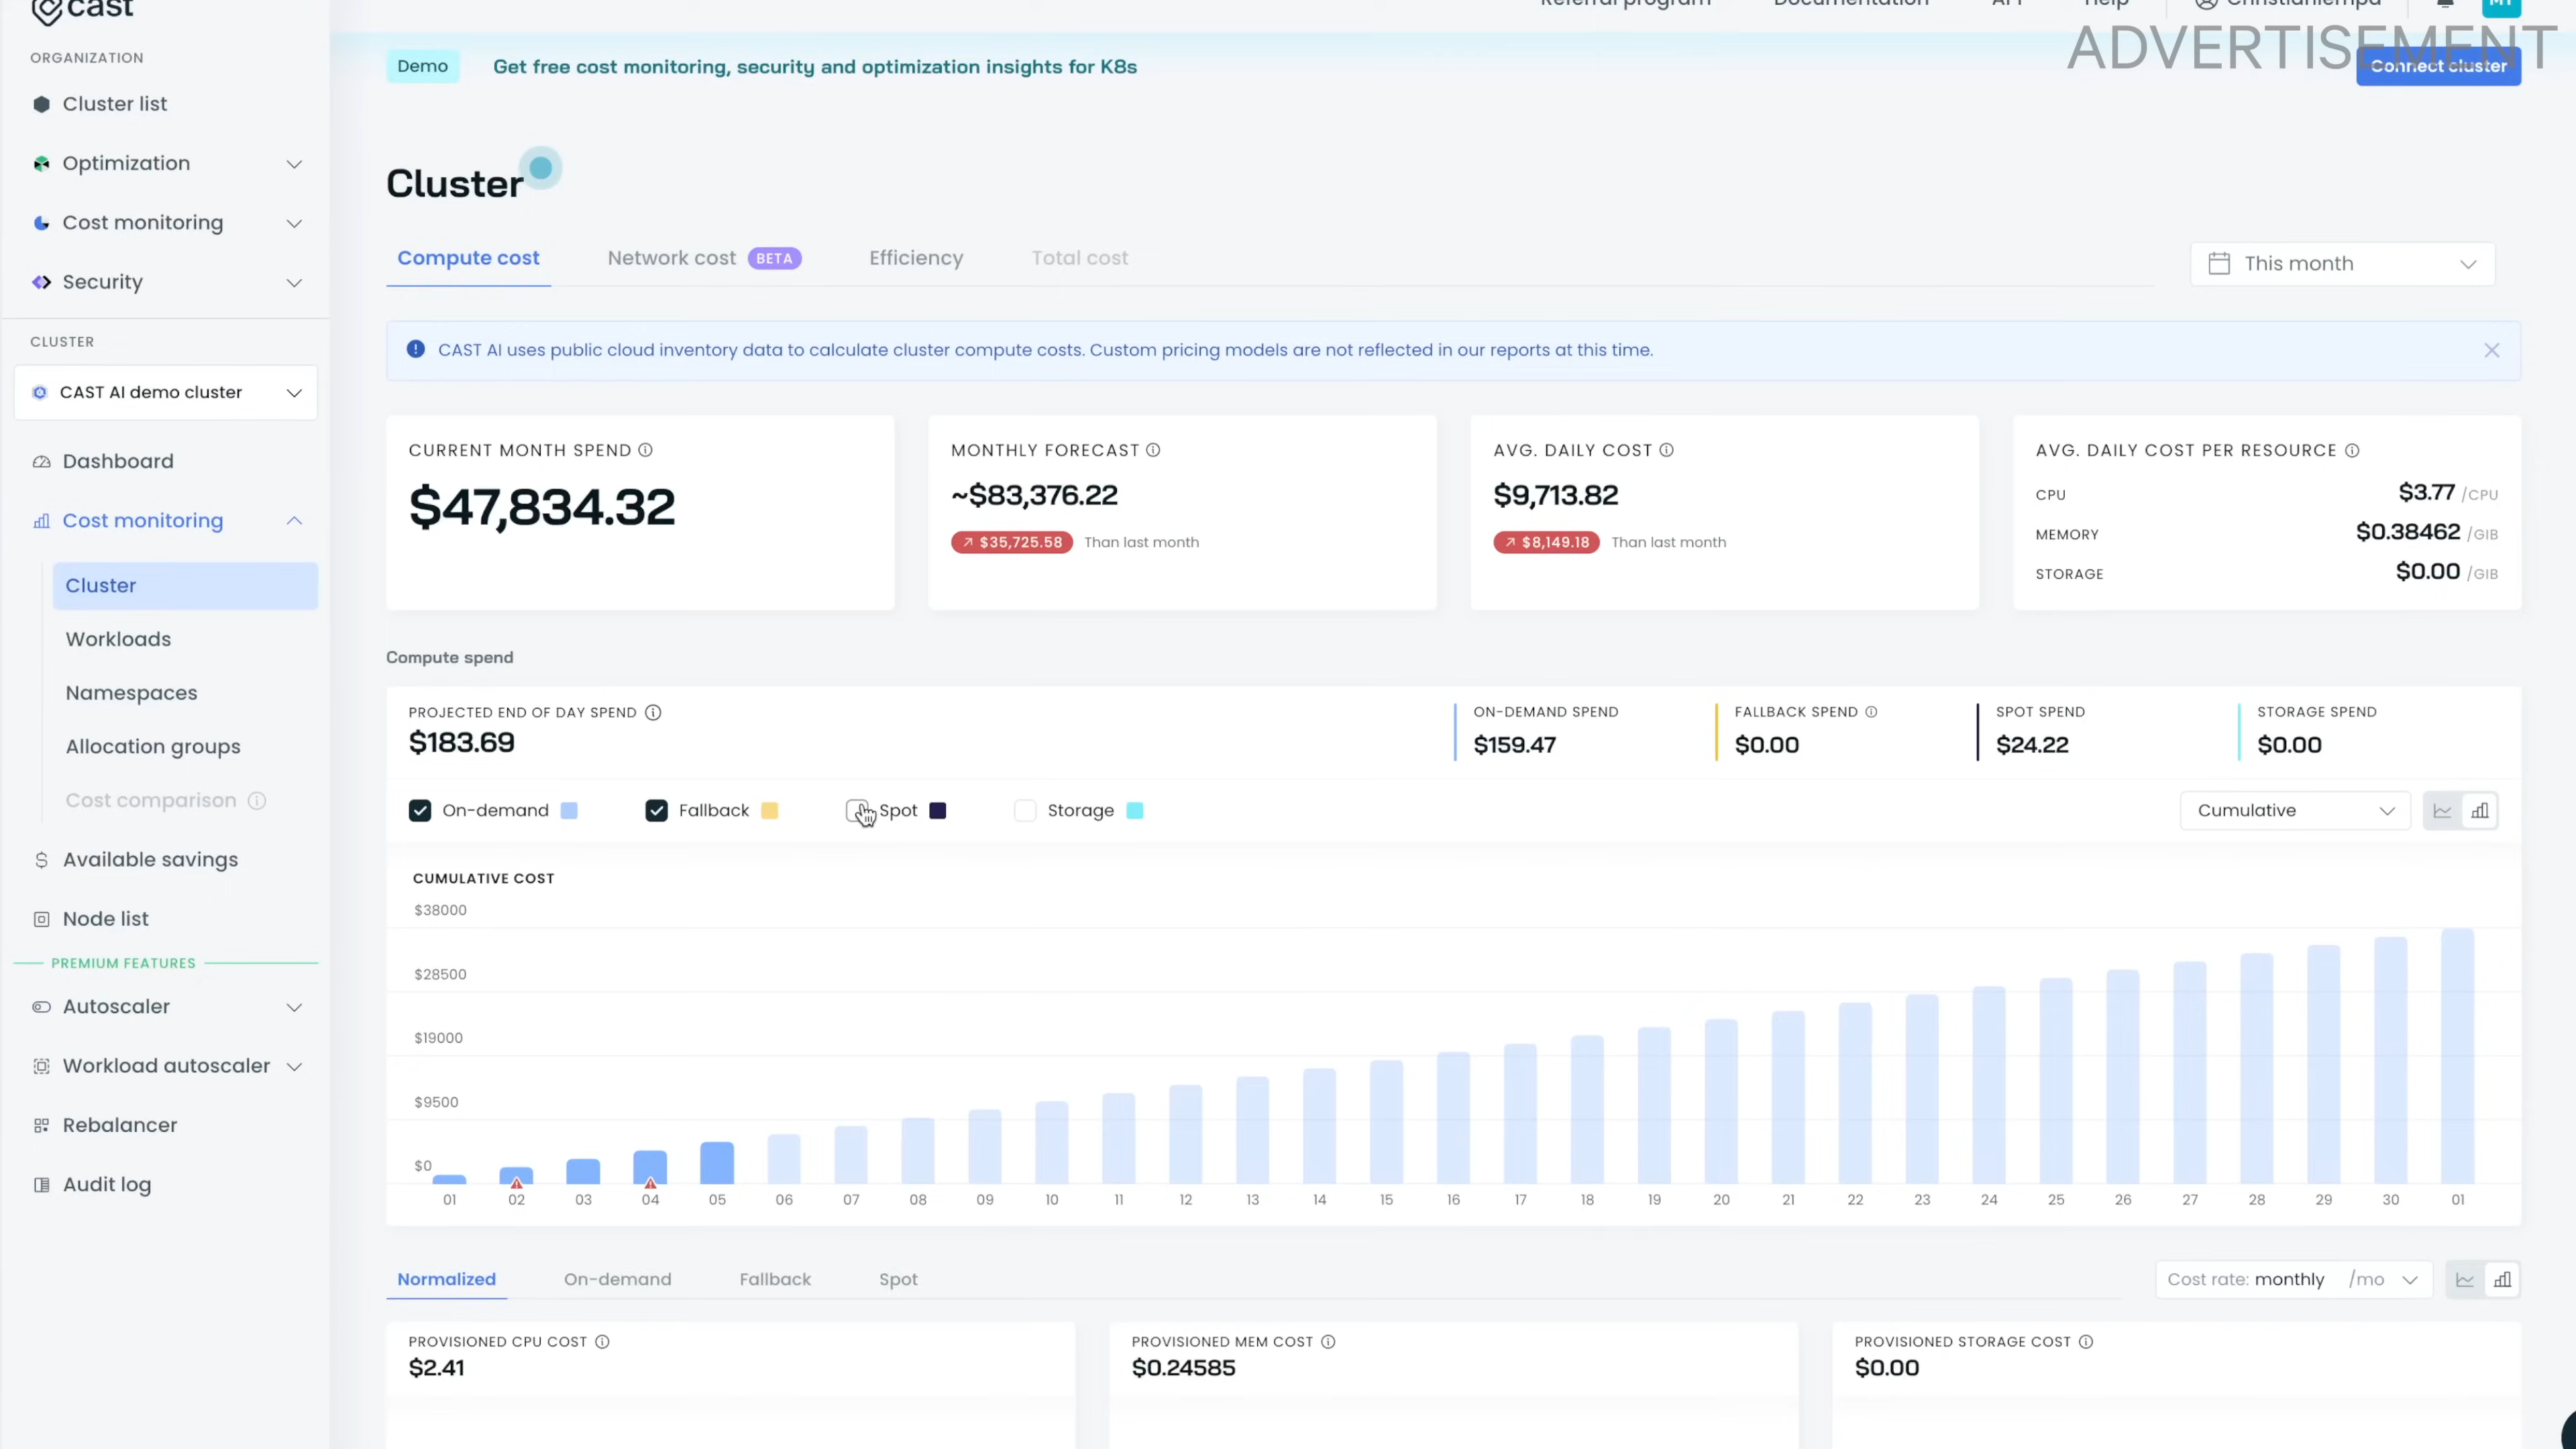 cast
Referral program Documentation API Help Christianlempa
ADVERTISEMENT
ORGANIZATION
Cluster list
Optimization
Cost monitoring
Security
CLUSTER
CAST AI demo cluster
Dashboard
Cost monitoring
Cluster
Workloads
Namespaces
Allocation groups
Cost comparison
Available savings
Node list
PREMIUM FEATURES
Autoscaler
Workload autoscaler
Rebalancer
Audit log
Demo Get free cost monitoring, security and optimization insights for K8s Connect cluster
Cluster
Compute cost Network cost BETA Efficiency Total cost
This month
CAST AI uses public cloud inventory data to calculate cluster compute costs. Custom pricing models are not reflected in our reports at this time.
CURRENT MONTH SPEND
$47,834.32
MONTHLY FORECAST
~$83,376.22
$35,725.58 Than last month
AVG. DAILY COST
$9,713.82
$8,149.18 Than last month
AVG. DAILY COST PER RESOURCE
CPU $3.77 /CPU
MEMORY $0.38462 /GIB
STORAGE $0.00 /GIB
Compute spend
PROJECTED END OF DAY SPEND
$183.69
ON-DEMAND SPEND
$159.47
FALLBACK SPEND
$0.00
SPOT SPEND
$24.22
STORAGE SPEND
$0.00
On-demand Fallback Spot Storage
Cumulative
CUMULATIVE COST
$38000
$28500
$19000
$9500
$0
01 02 03 04 05 06 07 08 09 10 11 12 13 14 15 16 17 18 19 20 21 22 23 24 25 26 27 28 29 30 01
Normalized On-demand Fallback Spot
Cost rate: monthly /mo
PROVISIONED CPU COST
$2.41
PROVISIONED MEM COST
$0.24585
PROVISIONED STORAGE COST
$0.00